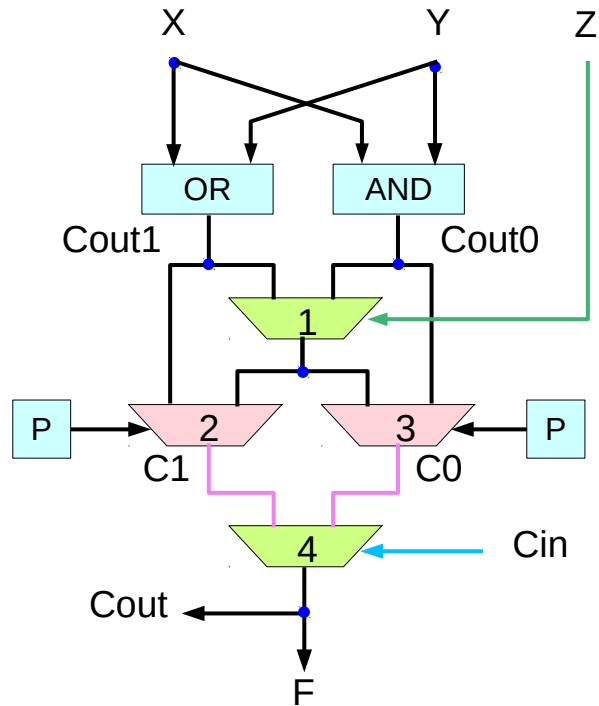 X Y Z
OR AND
Cout1 Cout0
1
P 2 3 P
C1 C0
4 Cin
Cout
F